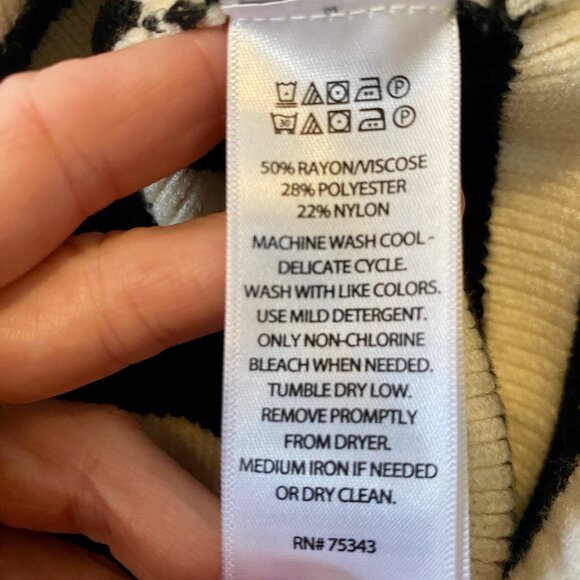 30
P
P
50% RAYON/VISCOSE
28% POLYESTER
22% NYLON
MACHINE WASH COOL -
DELICATE CYCLE.
WASH WITH LIKE COLORS.
USE MILD DETERGENT.
ONLY NON-CHLORINE
BLEACH WHEN NEEDED.
TUMBLE DRY LOW.
REMOVE PROMPTLY
FROM DRYER.
MEDIUM IRON IF NEEDED
OR DRY CLEAN.
RN# 75343